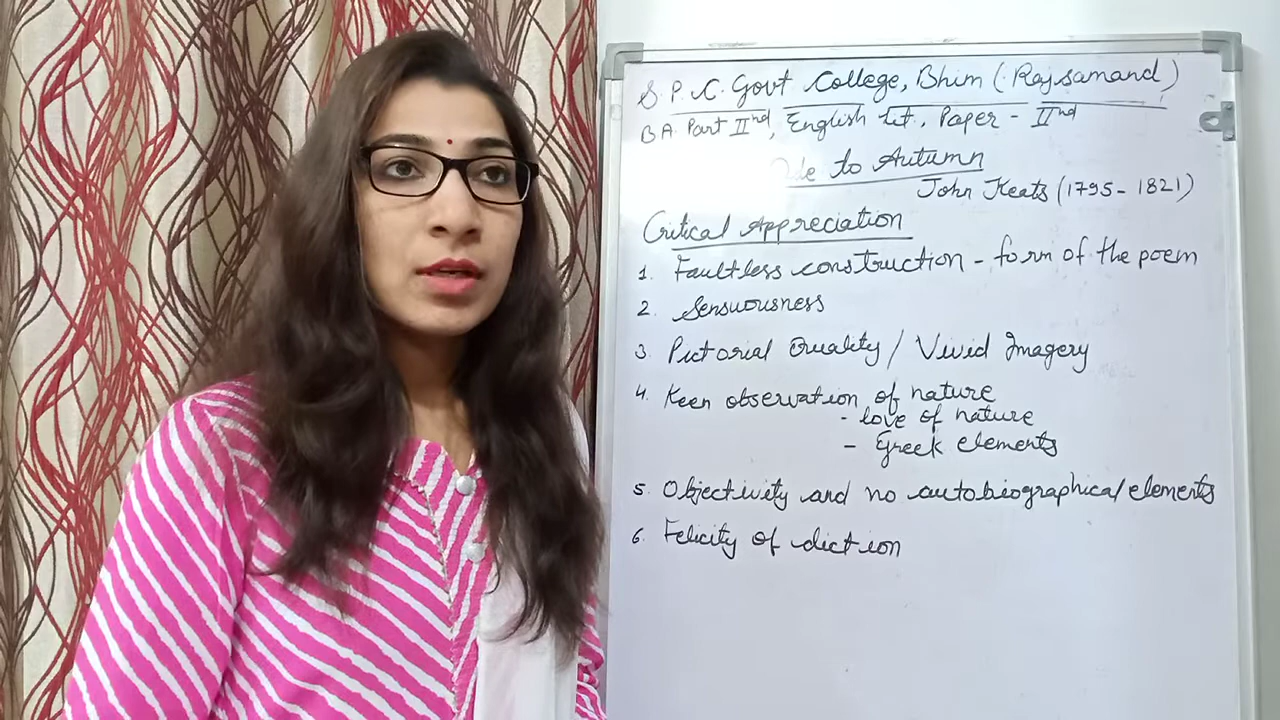 S. P. C. Govt College, Bhim (Rajsamand)
BA. Part IInd, English Lit, Paper - IInd
Ode to Autumn
John Keats (1795-1821)
Critical Appreciation
1. Faultless construction - form of the poem
2. Sensuousness
3. Pictorial Quality / Vivid Imagery
4. Keen observation of nature
- love of nature
- Greek elements
5. Objectivity and no autobiographical elements
6. Felicity of diction